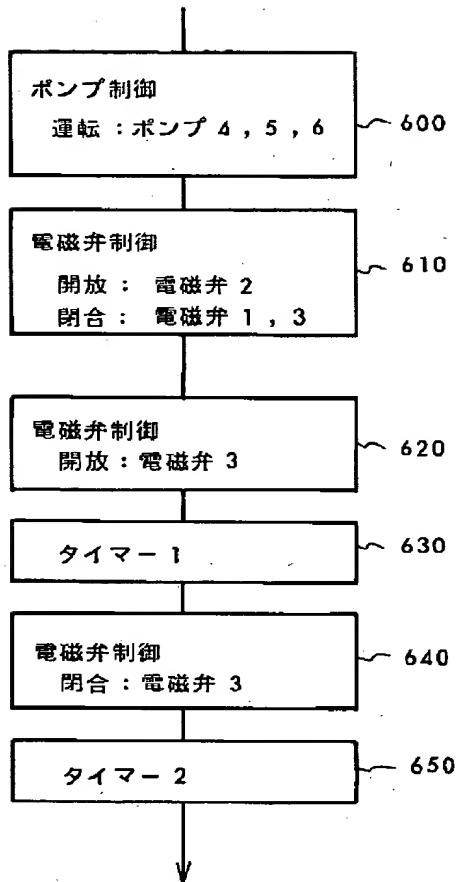 ポンプ制御
運転：ポンプ4，5，6
600
電磁弁制御
開放： 電磁弁2
閉合： 電磁弁1，3
610
電磁弁制御
開放：電磁弁3
620
タイマー1
630
電磁弁制御
閉合：電磁弁3
640
タイマー2
650